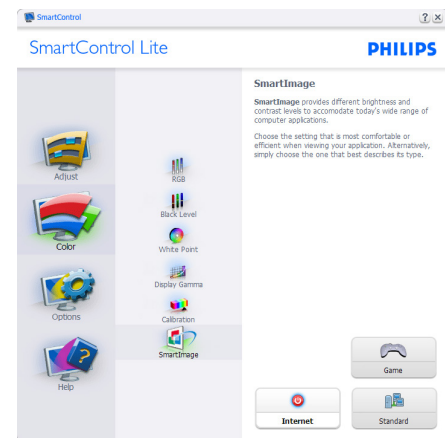 SmartControl
SmartControl Lite
PHILIPS
Adjust
Color
Options
Help
RGB
Black Level
White Point
Display Gamma
Calibration
SmartImage
SmartImage
SmartImage provides different brightness and
contrast levels to accomodate today's wide range of
computer applications.
Choose the setting that is most comfortable or
efficient when viewing your application. Alternatively,
simply choose the one that best describes its type.
Game
Internet
Standard